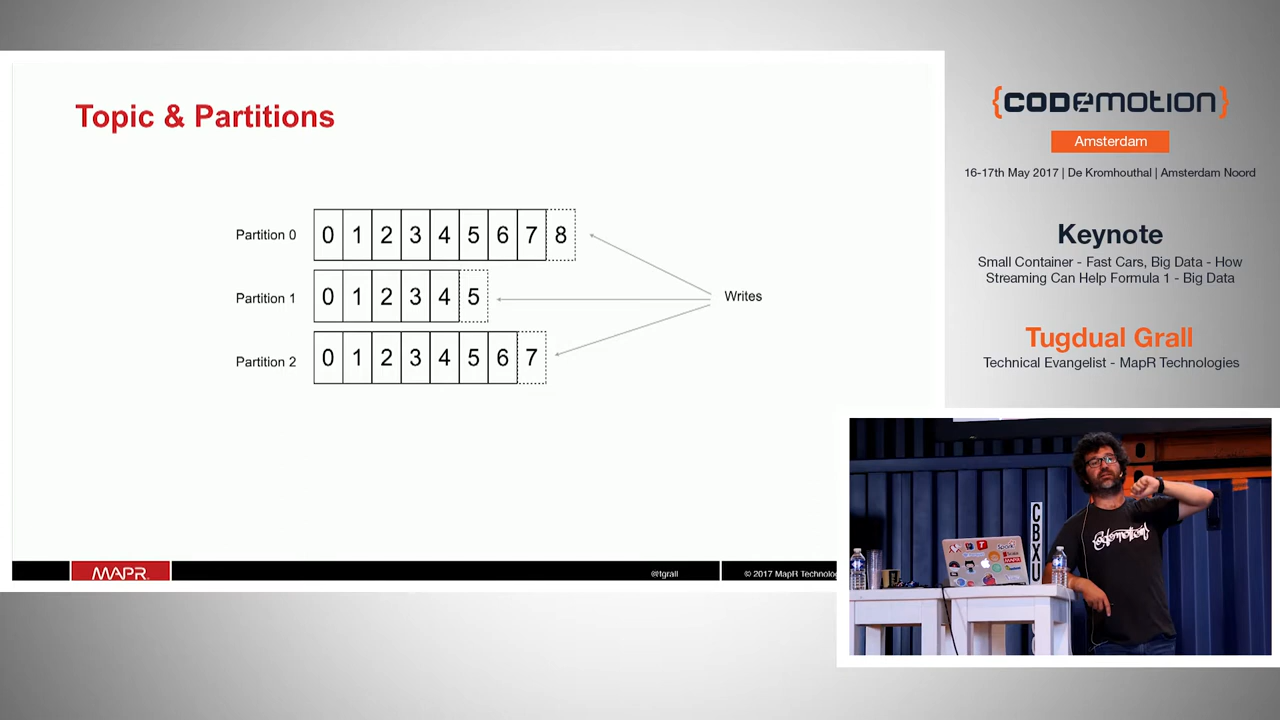 Topic & Partitions
Partition 0
0 1 2 3 4 5 6 7 8
Partition 1
0 1 2 3 4 5
Writes
Partition 2
0 1 2 3 4 5 6 7
MAPR
@tgrall
© 2017 MapR Technolo
{CODEMOTION}
Amsterdam
16-17th May 2017 | De Kromhouthal | Amsterdam Noord
Keynote
Small Container - Fast Cars, Big Data - How
Streaming Can Help Formula 1 - Big Data
Tugdual Grall
Technical Evangelist - MapR Technologies
CBXU
codemotion